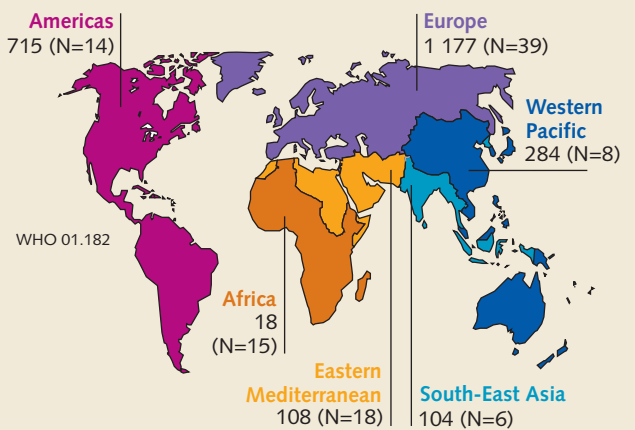 Americas
715 (N=14)
Europe
1 177 (N=39)
Western
Pacific
284 (N=8)
WHO 01.182
Africa
18
(N=15)
Eastern
Mediterranean
108 (N=18)
South-East Asia
104 (N=6)